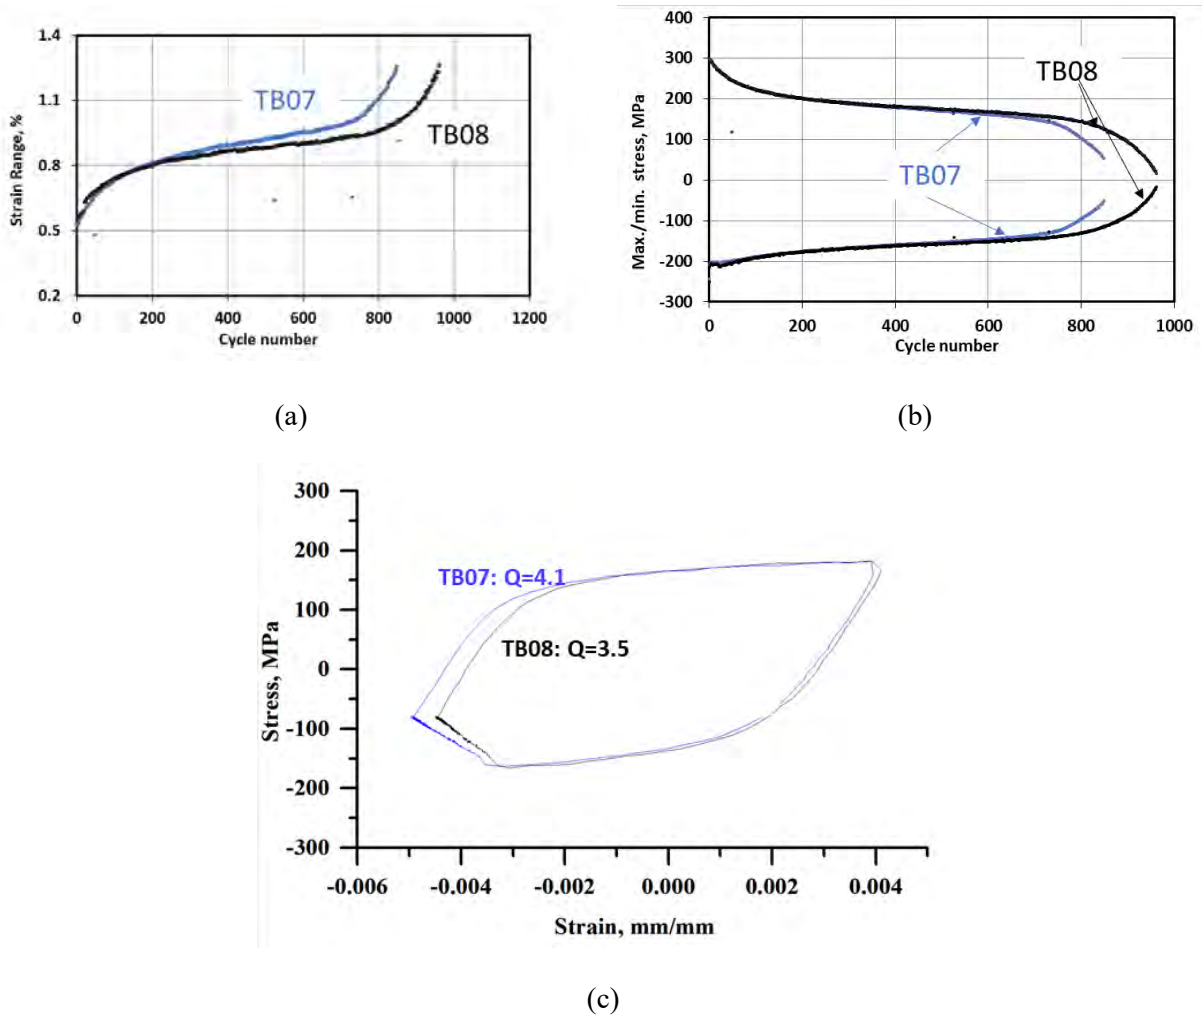 1.4
1.1
0.8
0.5
0.2
0 200 400 600 800 1000 1200
Strain Range, %
Cycle number
TB07
TB08
(a)
400
300
200
100
0
-100
-200
-300
0 200 400 600 800 1000
Max./min. stress, MPa
Cycle number
TB08
TB07
(b)
300
200
100
0
-100
-200
-300
-0.006 -0.004 -0.002 0.000 0.002 0.004
Stress, MPa
Strain, mm/mm
TB07: Q=4.1
TB08: Q=3.5
(c)